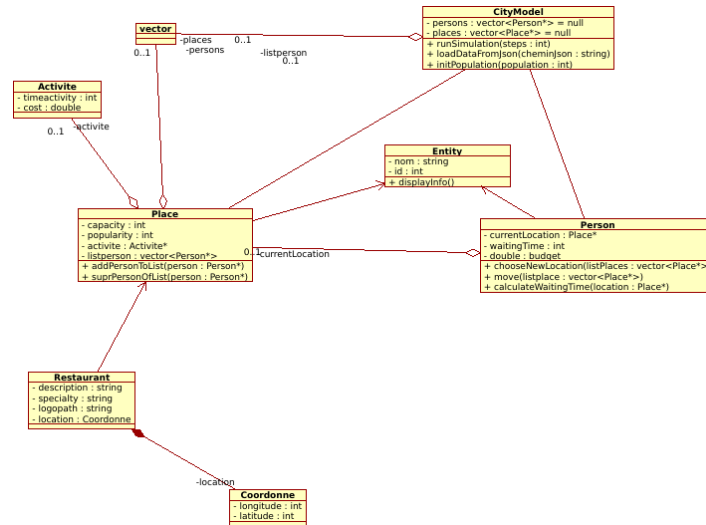 CityModel
- persons : vector<Person*> = null
- places : vector<Place*> = null
+ runSimulation(steps : int)
+ loadDataFromJson(cheminJson : string)
+ initPopulation(population : int)
vector
-places
-persons
0..1
0..1
-listperson
0..1
Activite
- timeactivity : int
- cost : double
0..1
-activite
Entity
- nom : string
- id : int
+ displayInfo()
Place
- capacity : int
- popularity : int
- activite : Activite*
- listperson : vector<Person*>
+ addPersonToList(person : Person*)
+ suprPersonOfList(person : Person*)
0..1
-currentLocation
Person
- currentLocation : Place*
- waitingTime : int
- double : budget
+ chooseNewLocation(listPlaces : vector<Place*>
+ move(listplace : vector<Place*>)
+ calculateWaitingTime(location : Place*)
Restaurant
- description : string
- specialty : string
- logopath : string
- location : Coordonne
-location
Coordonne
- longitude : int
- latitude : int